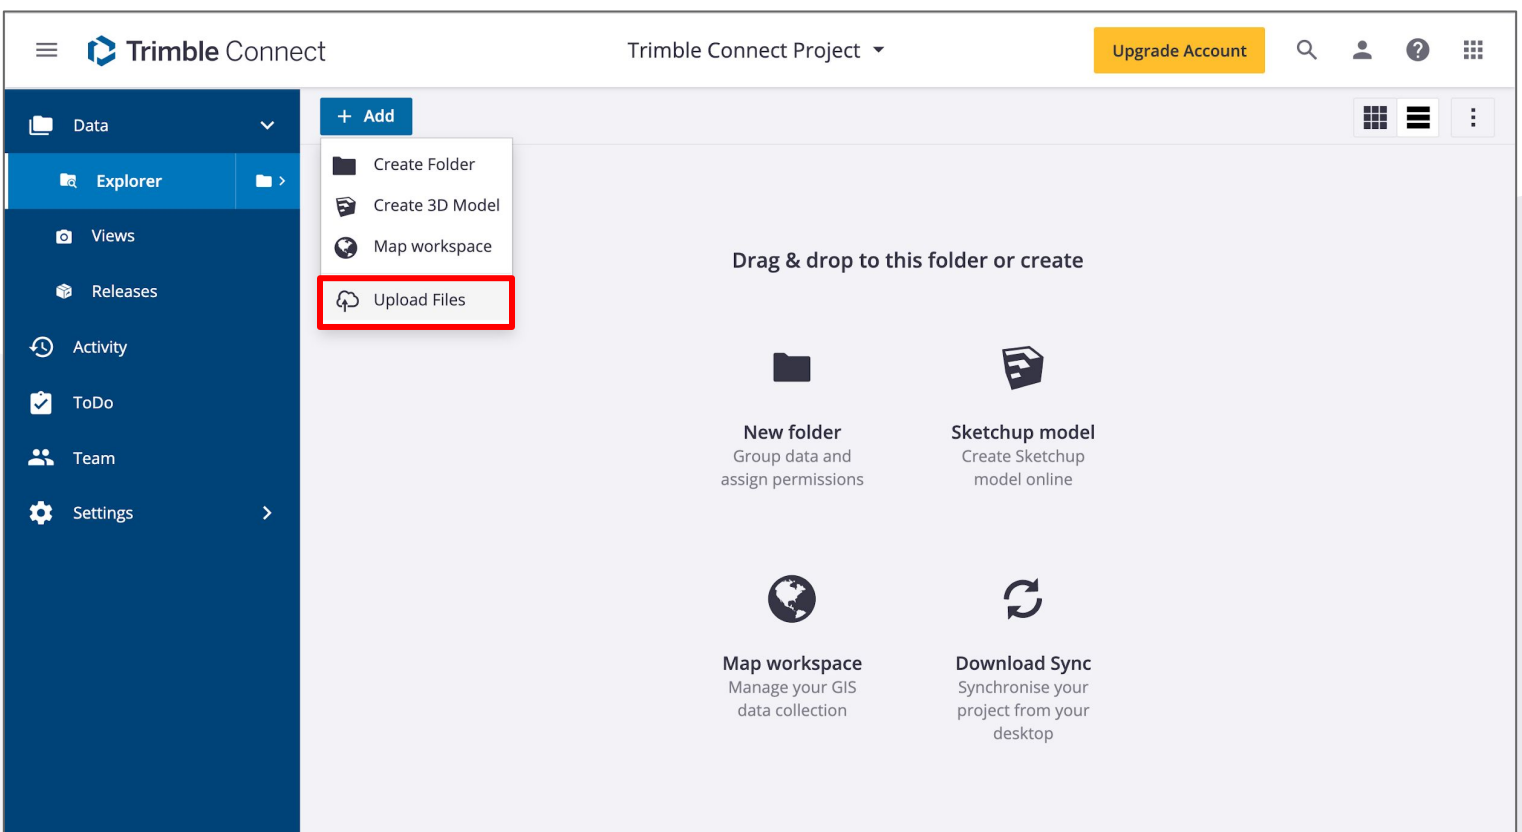 Trimble Connect
Trimble Connect Project
Upgrade Account
Data
Explorer
Views
Releases
Activity
ToDo
Team
Settings
+ Add
Create Folder
Create 3D Model
Map workspace
Upload Files
Drag & drop to this folder or create
New folder
Group data and
assign permissions
Sketchup model
Create Sketchup
model online
Map workspace
Manage your GIS
data collection
Download Sync
Synchronise your
project from your
desktop